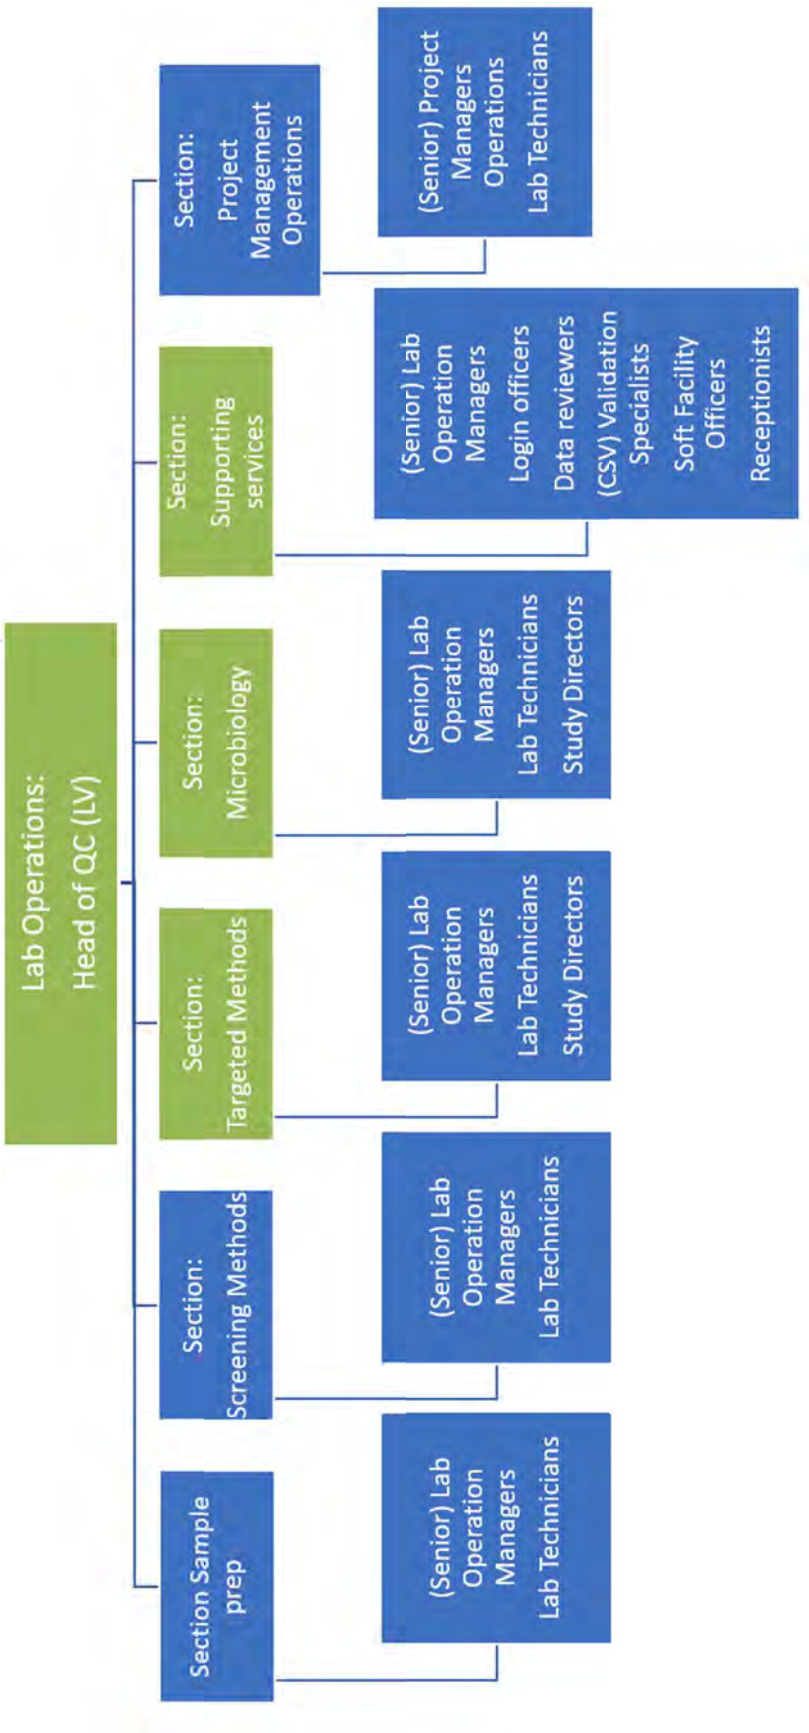 Lab Operations:
Head of QC (LV)
Section Sample
prep
Section:
Screening Methods
Section:
Targeted Methods
Section:
Microbiology
Section:
Supporting
services
Section:
Project
Management
Operations
(Senior) Lab
Operation
Managers
Lab Technicians
(Senior) Lab
Operation
Managers
Lab Technicians
(Senior) Lab
Operation
Managers
Lab Technicians
Study Directors
(Senior) Lab
Operation
Managers
Lab Technicians
Study Directors
(Senior) Lab
Operation
Managers
Login officers
Data reviewers
(CSV) Validation
Specialists
Soft Facility
Officers
Receptionists
(Senior) Project
Managers
Operations
Lab Technicians